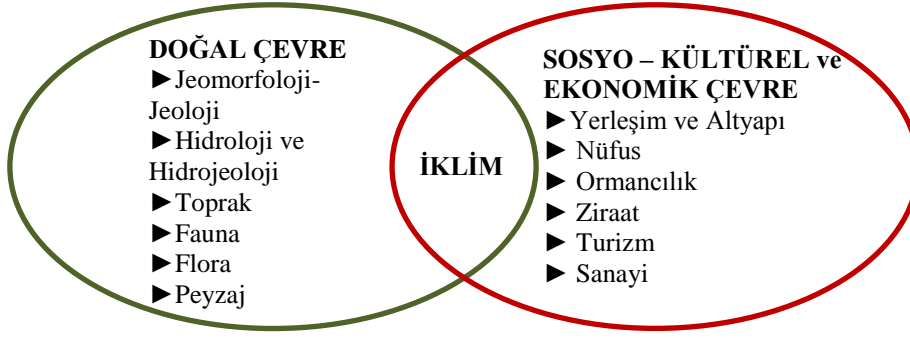 DOĞAL ÇEVRE
►Jeomorfoloji-
Jeoloji
►Hidroloji ve
Hidrojeoloji
►Toprak
►Fauna
►Flora
►Peyzaj
İKLİM
SOSYO – KÜLTÜREL ve
EKONOMİK ÇEVRE
►Yerleşim ve Altyapı
► Nüfus
► Ormancılık
► Ziraat
► Turizm
► Sanayi